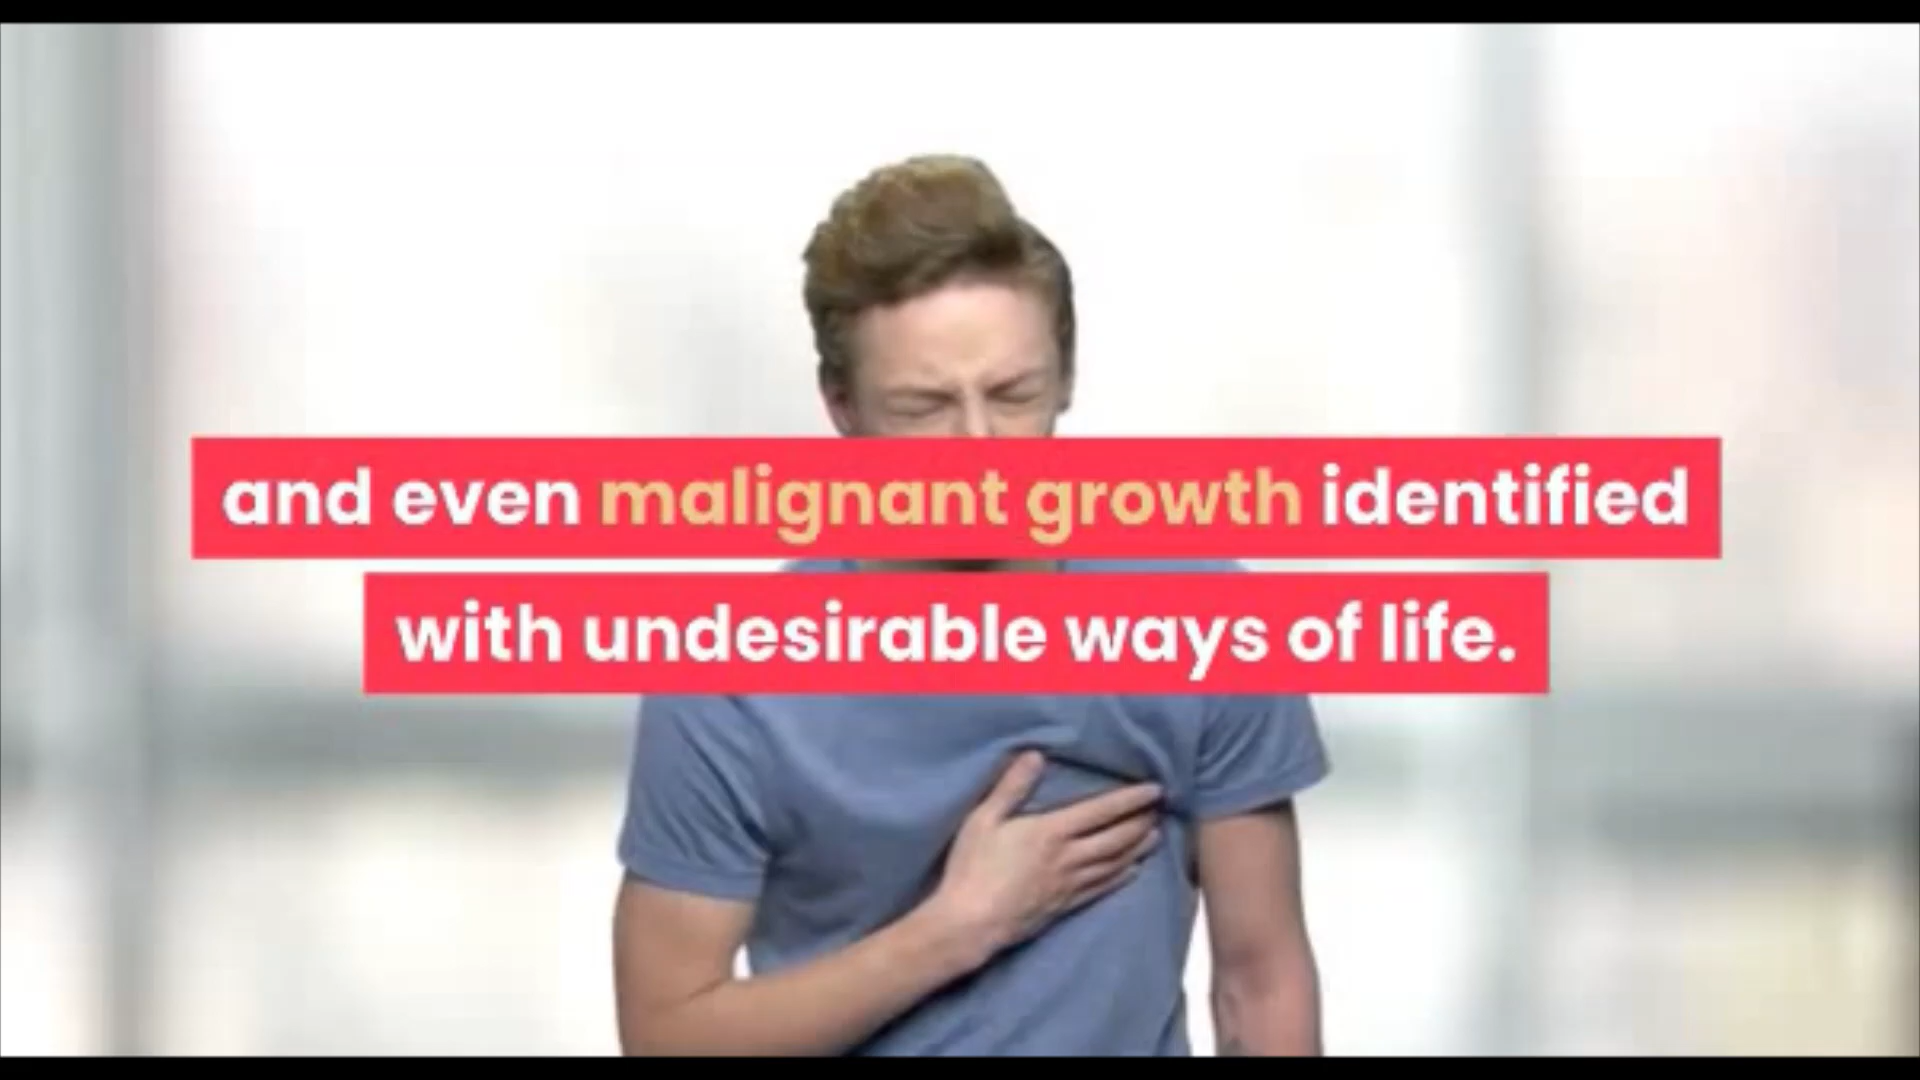 and even malignant growth identified
with undesirable ways of life.